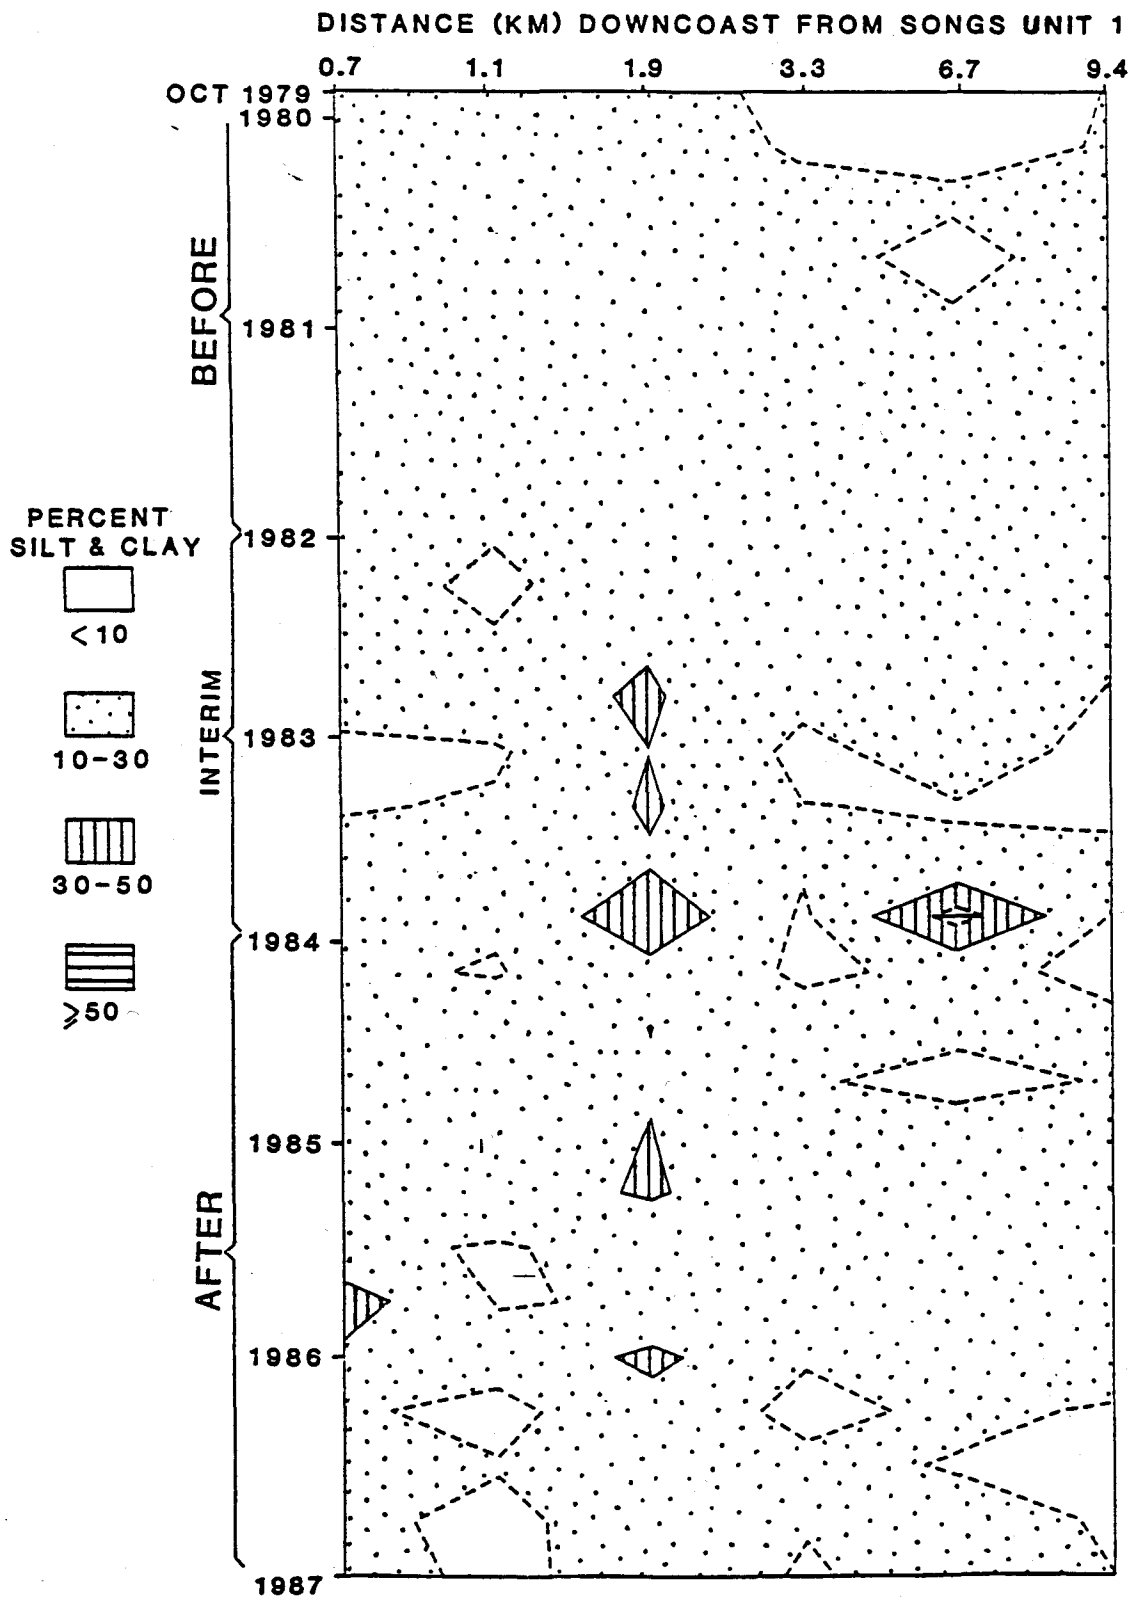 DISTANCE (KM) DOWNCOAST FROM SONGS UNIT 1
0.7 1.1 1.9 3.3 6.7 9.4
OCT 1979
1980
BEFORE
1981
PERCENT
SILT & CLAY
1982
<10
INTERIM
10-30
1983
30-50
1984
≥50
1985
AFTER
1986
1987